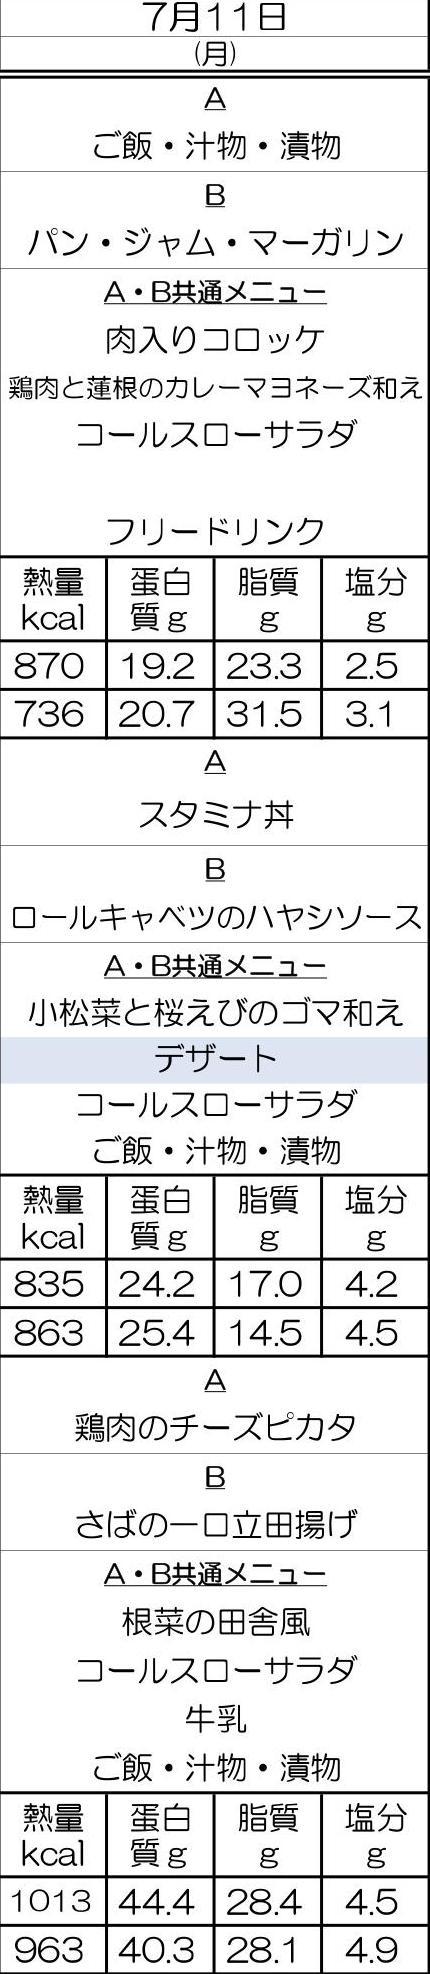 7月11日
(月)
A
ご飯・汁物・漬物
B
パン・ジャム・マーガリン
A・B共通メニュー
肉入りコロッケ
鶏肉と蓮根のカレーマヨネーズ和え
コールスローサラダ
フリードリンク
熱量 蛋白 脂質 塩分
kcal 質g g g
870 19.2 23.3 2.5
736 20.7 31.5 3.1
A
スタミナ丼
B
ロールキャベツのハヤシソース
A・B共通メニュー
小松菜と桜えびのゴマ和え
デザート
コールスローサラダ
ご飯・汁物・漬物
熱量 蛋白 脂質 塩分
kcal 質g g g
835 24.2 17.0 4.2
863 25.4 14.5 4.5
A
鶏肉のチーズピカタ
B
さばの一口立田揚げ
A・B共通メニュー
根菜の田舎風
コールスローサラダ
牛乳
ご飯・汁物・漬物
熱量 蛋白 脂質 塩分
kcal 質g g g
1013 44.4 28.4 4.5
963 40.3 28.1 4.9